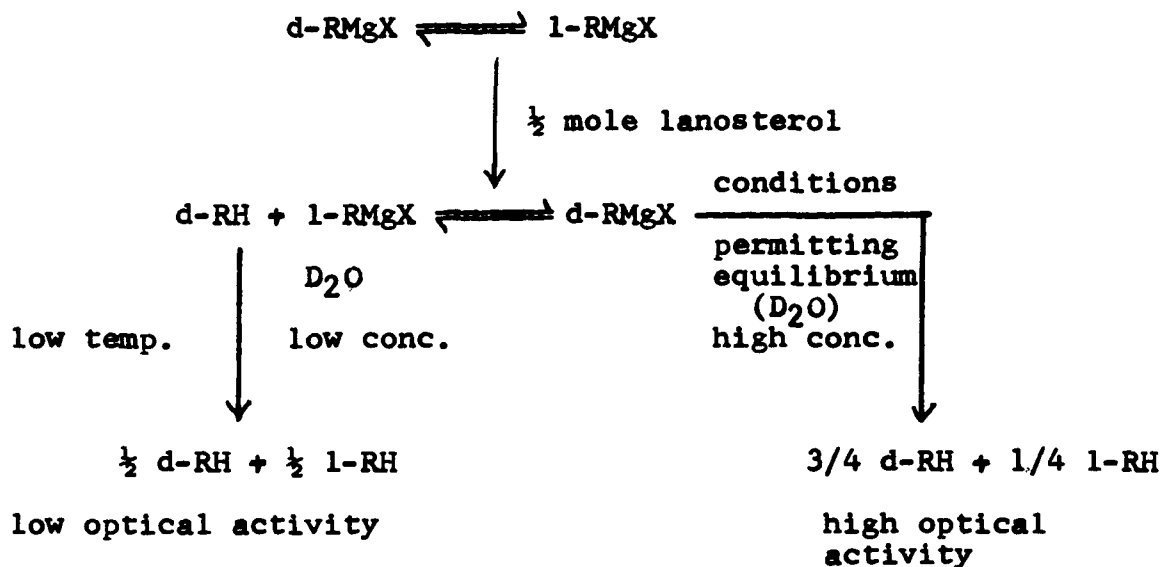 d-RMgX ⇌ l-RMgX
½ mole lanosterol
d-RH + l-RMgX ⇌ d-RMgX
conditions
permitting
equilibrium
(D₂O)
high conc.
D₂O
low temp. low conc.
½ d-RH + ½ l-RH
3/4 d-RH + 1/4 l-RH
low optical activity
high optical
activity